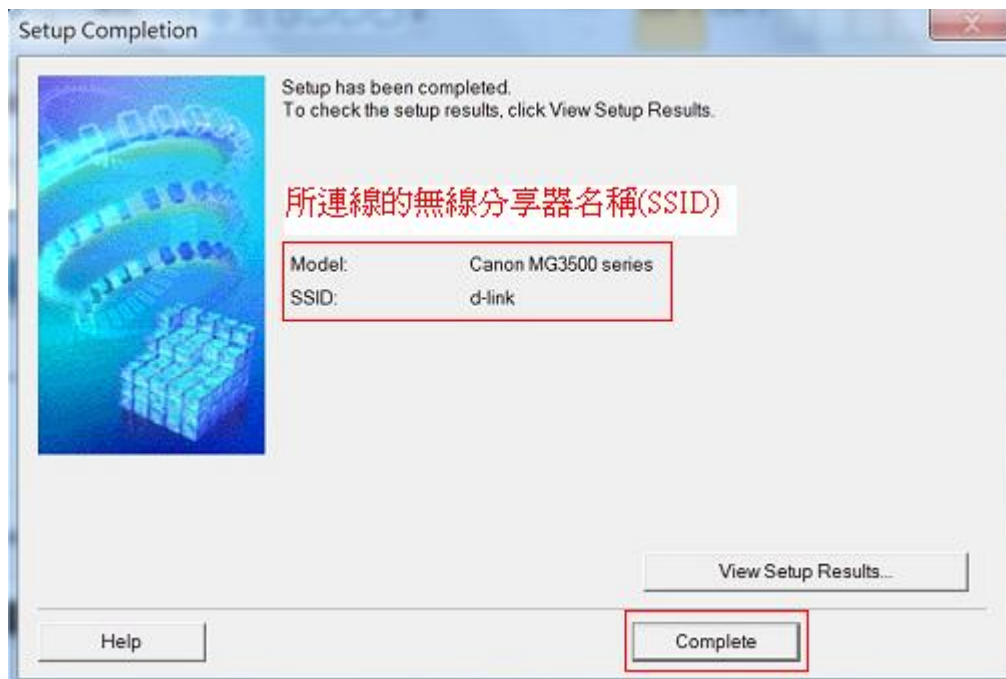 Setup Completion
Setup has been completed.
To check the setup results, click View Setup Results.
所連線的無線分享器名稱(SSID)
Model: Canon MG3500 series
SSID: d-link
View Setup Results...
Help Complete